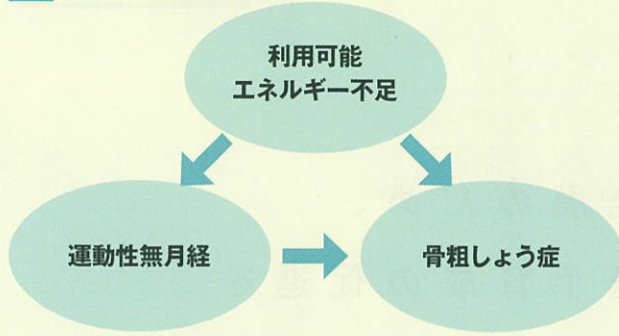 利用可能
エネルギー不足
運動性無月経
骨粗しょう症